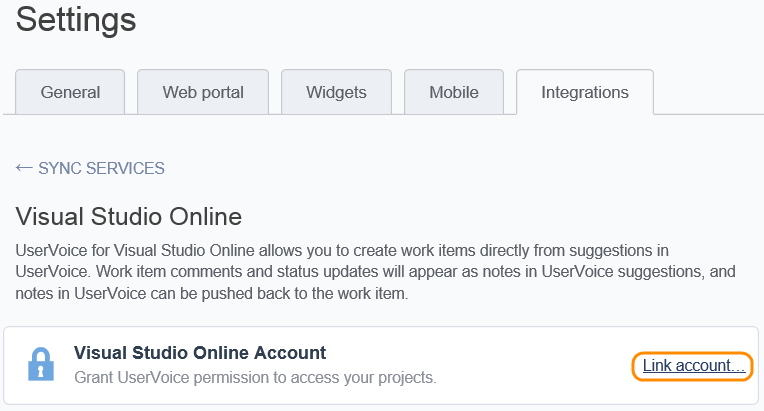 Settings
General
Web portal
Widgets
Mobile
Integrations
← SYNC SERVICES
Visual Studio Online
UserVoice for Visual Studio Online allows you to create work items directly from suggestions in
UserVoice. Work item comments and status updates will appear as notes in UserVoice suggestions, and
notes in UserVoice can be pushed back to the work item.
Visual Studio Online Account
Grant UserVoice permission to access your projects.
Link account...